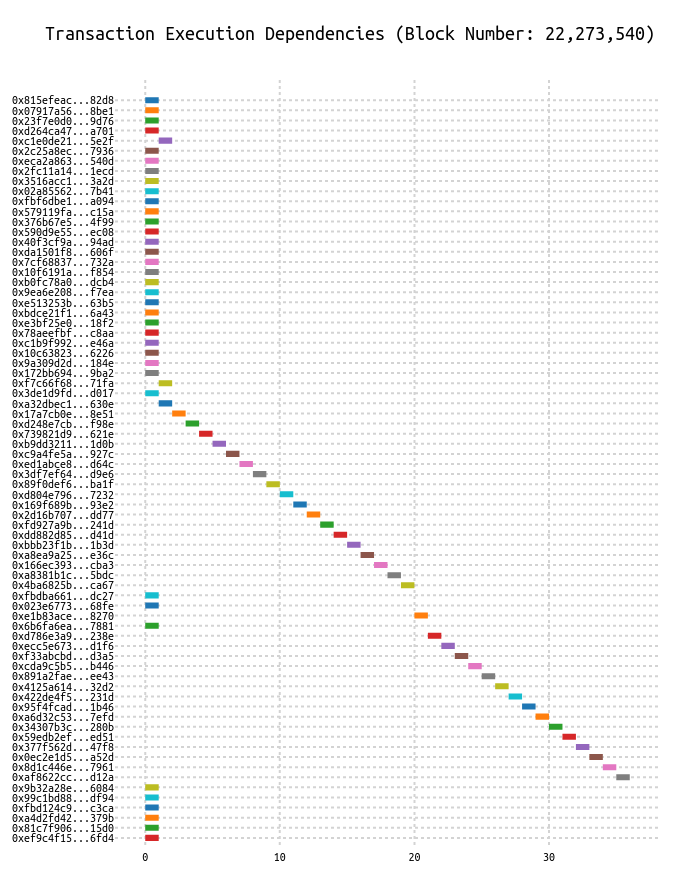 Transaction Execution Dependencies (Block Number: 22,273,540)
0x815efeac...82d8
0x07917a56...8be1
0x23f7e0d0...9d76
0xd264ca47...a701
0xc1e0de21...5e2f
0x2c25a8ec...7936
0xeca2a863...540d
0x2fc11a14...1ecd
0x3516acc1...3a2d
0x02a85562...7b41
0xfbf6dbe1...a094
0x579119fa...c15a
0x376b67e5...4f99
0x590d9e55...ec08
0x40f3cf9a...94ad
0xda1501f8...606f
0x7cf68837...732a
0x10f6191a...f854
0xb0fc78a0...dcb4
0x9ea6e208...f7ea
0xe513253b...63b5
0xbdce21f1...6a43
0xe3bf25e0...18f2
0x78aeefbf...c8aa
0xc1b9f992...e46a
0x10c63823...6226
0x9a309d2d...184e
0x172bb694...9ba2
0xf7c66f68...71fa
0x3de1d9fd...d017
0xa32dbec1...630e
0x17a7cb0e...8e51
0xd248e7cb...f98e
0x739821d9...621e
0xb9dd3211...1d0b
0xc9a4fe5a...927c
0xed1abce8...d64c
0x3df7ef64...d9e6
0x89f0def6...ba1f
0xd804e796...7232
0x169f689b...93e2
0x2d16b707...dd77
0xfd927a9b...241d
0xdd882d85...d41d
0xbbb23f1b...1b3d
0xa8ea9a25...e36c
0x166ec393...cba3
0xa8381b1c...5bdc
0x4ba6825b...ca67
0xfbdba661...dc27
0x023e6773...68fe
0xe1b83ace...8270
0x6b6fa6ea...7881
0xd786e3a9...238e
0xecc5e673...d1f6
0xf33abcbd...d3a5
0xcda9c5b5...b446
0x891a2fae...ee43
0x4125a614...32d2
0x422de4f5...231d
0x95f4fcad...1b46
0xa6d32c53...7efd
0x34307b3c...280b
0x59edb2ef...ed51
0x377f562d...47f8
0x0ec2e1d5...a52d
0x8d1c446e...7961
0xaf8622cc...d12a
0x9b32a28e...6084
0x99c1bd88...df94
0xfbd124c9...c3ca
0xa4d2fd42...379b
0x81c7f906...15d0
0xef9c4f15...6fd4
0 10 20 30